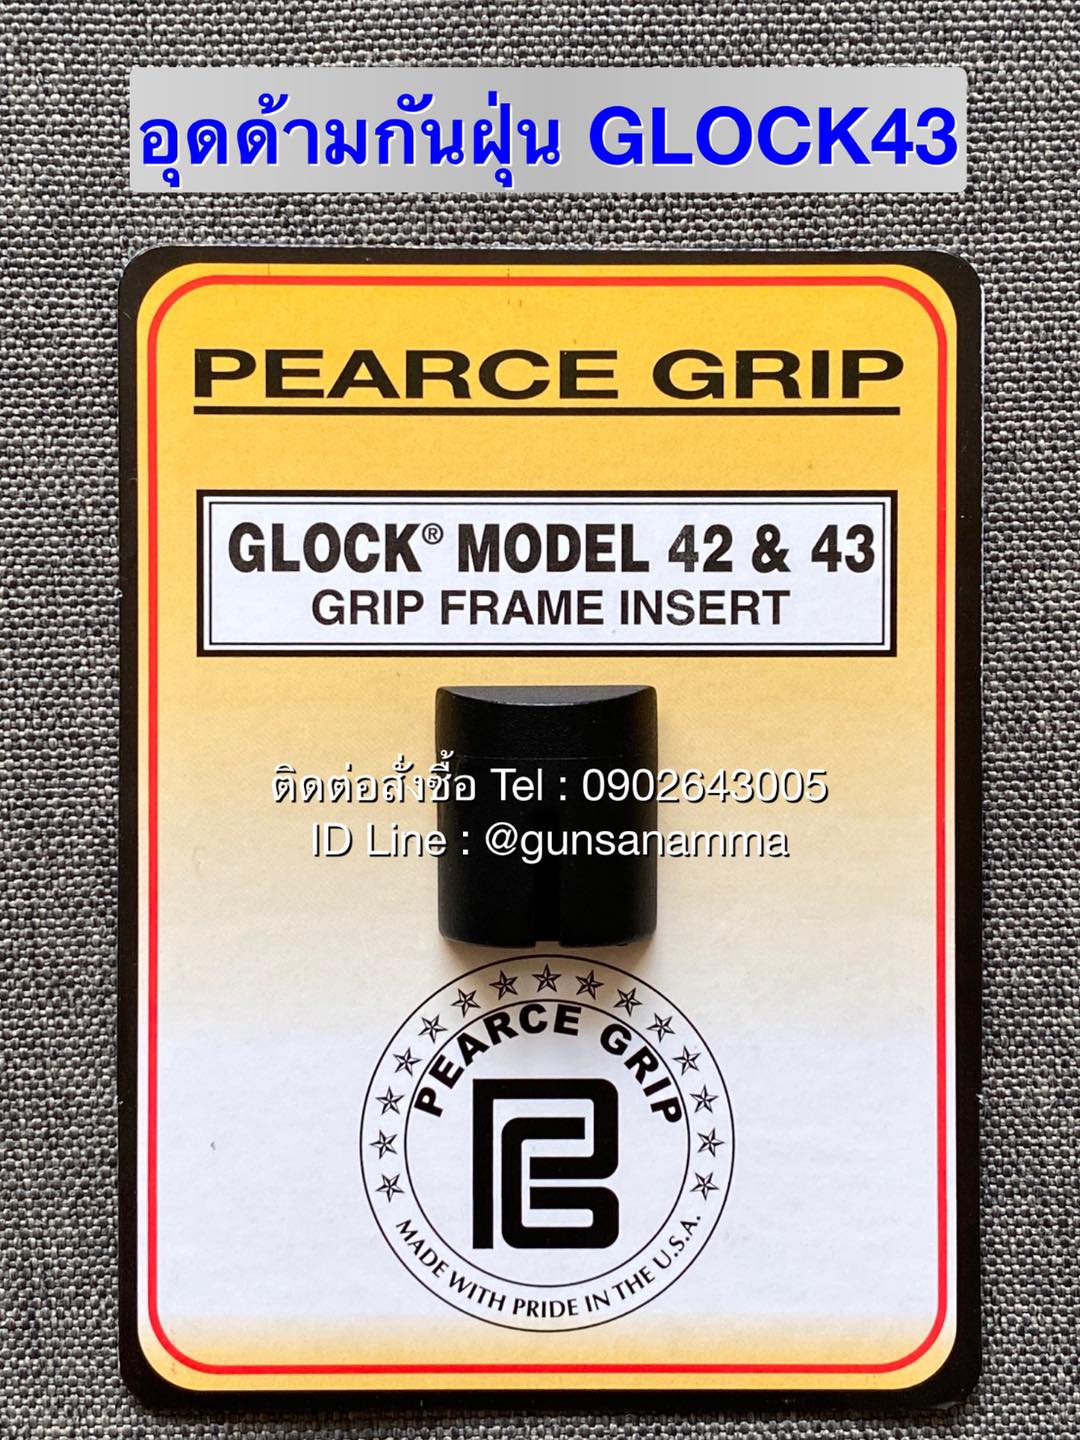 อุดด้ามกันฝุ่น GLOCK43
PEARCE GRIP
GLOCK® MODEL 42 & 43
GRIP FRAME INSERT
ติดต่อสั่งซื้อ Tel : 0902643005
ID Line : @gunsanamma
PEARCE GRIP
MADE WITH PRIDE IN THE U.S.A.